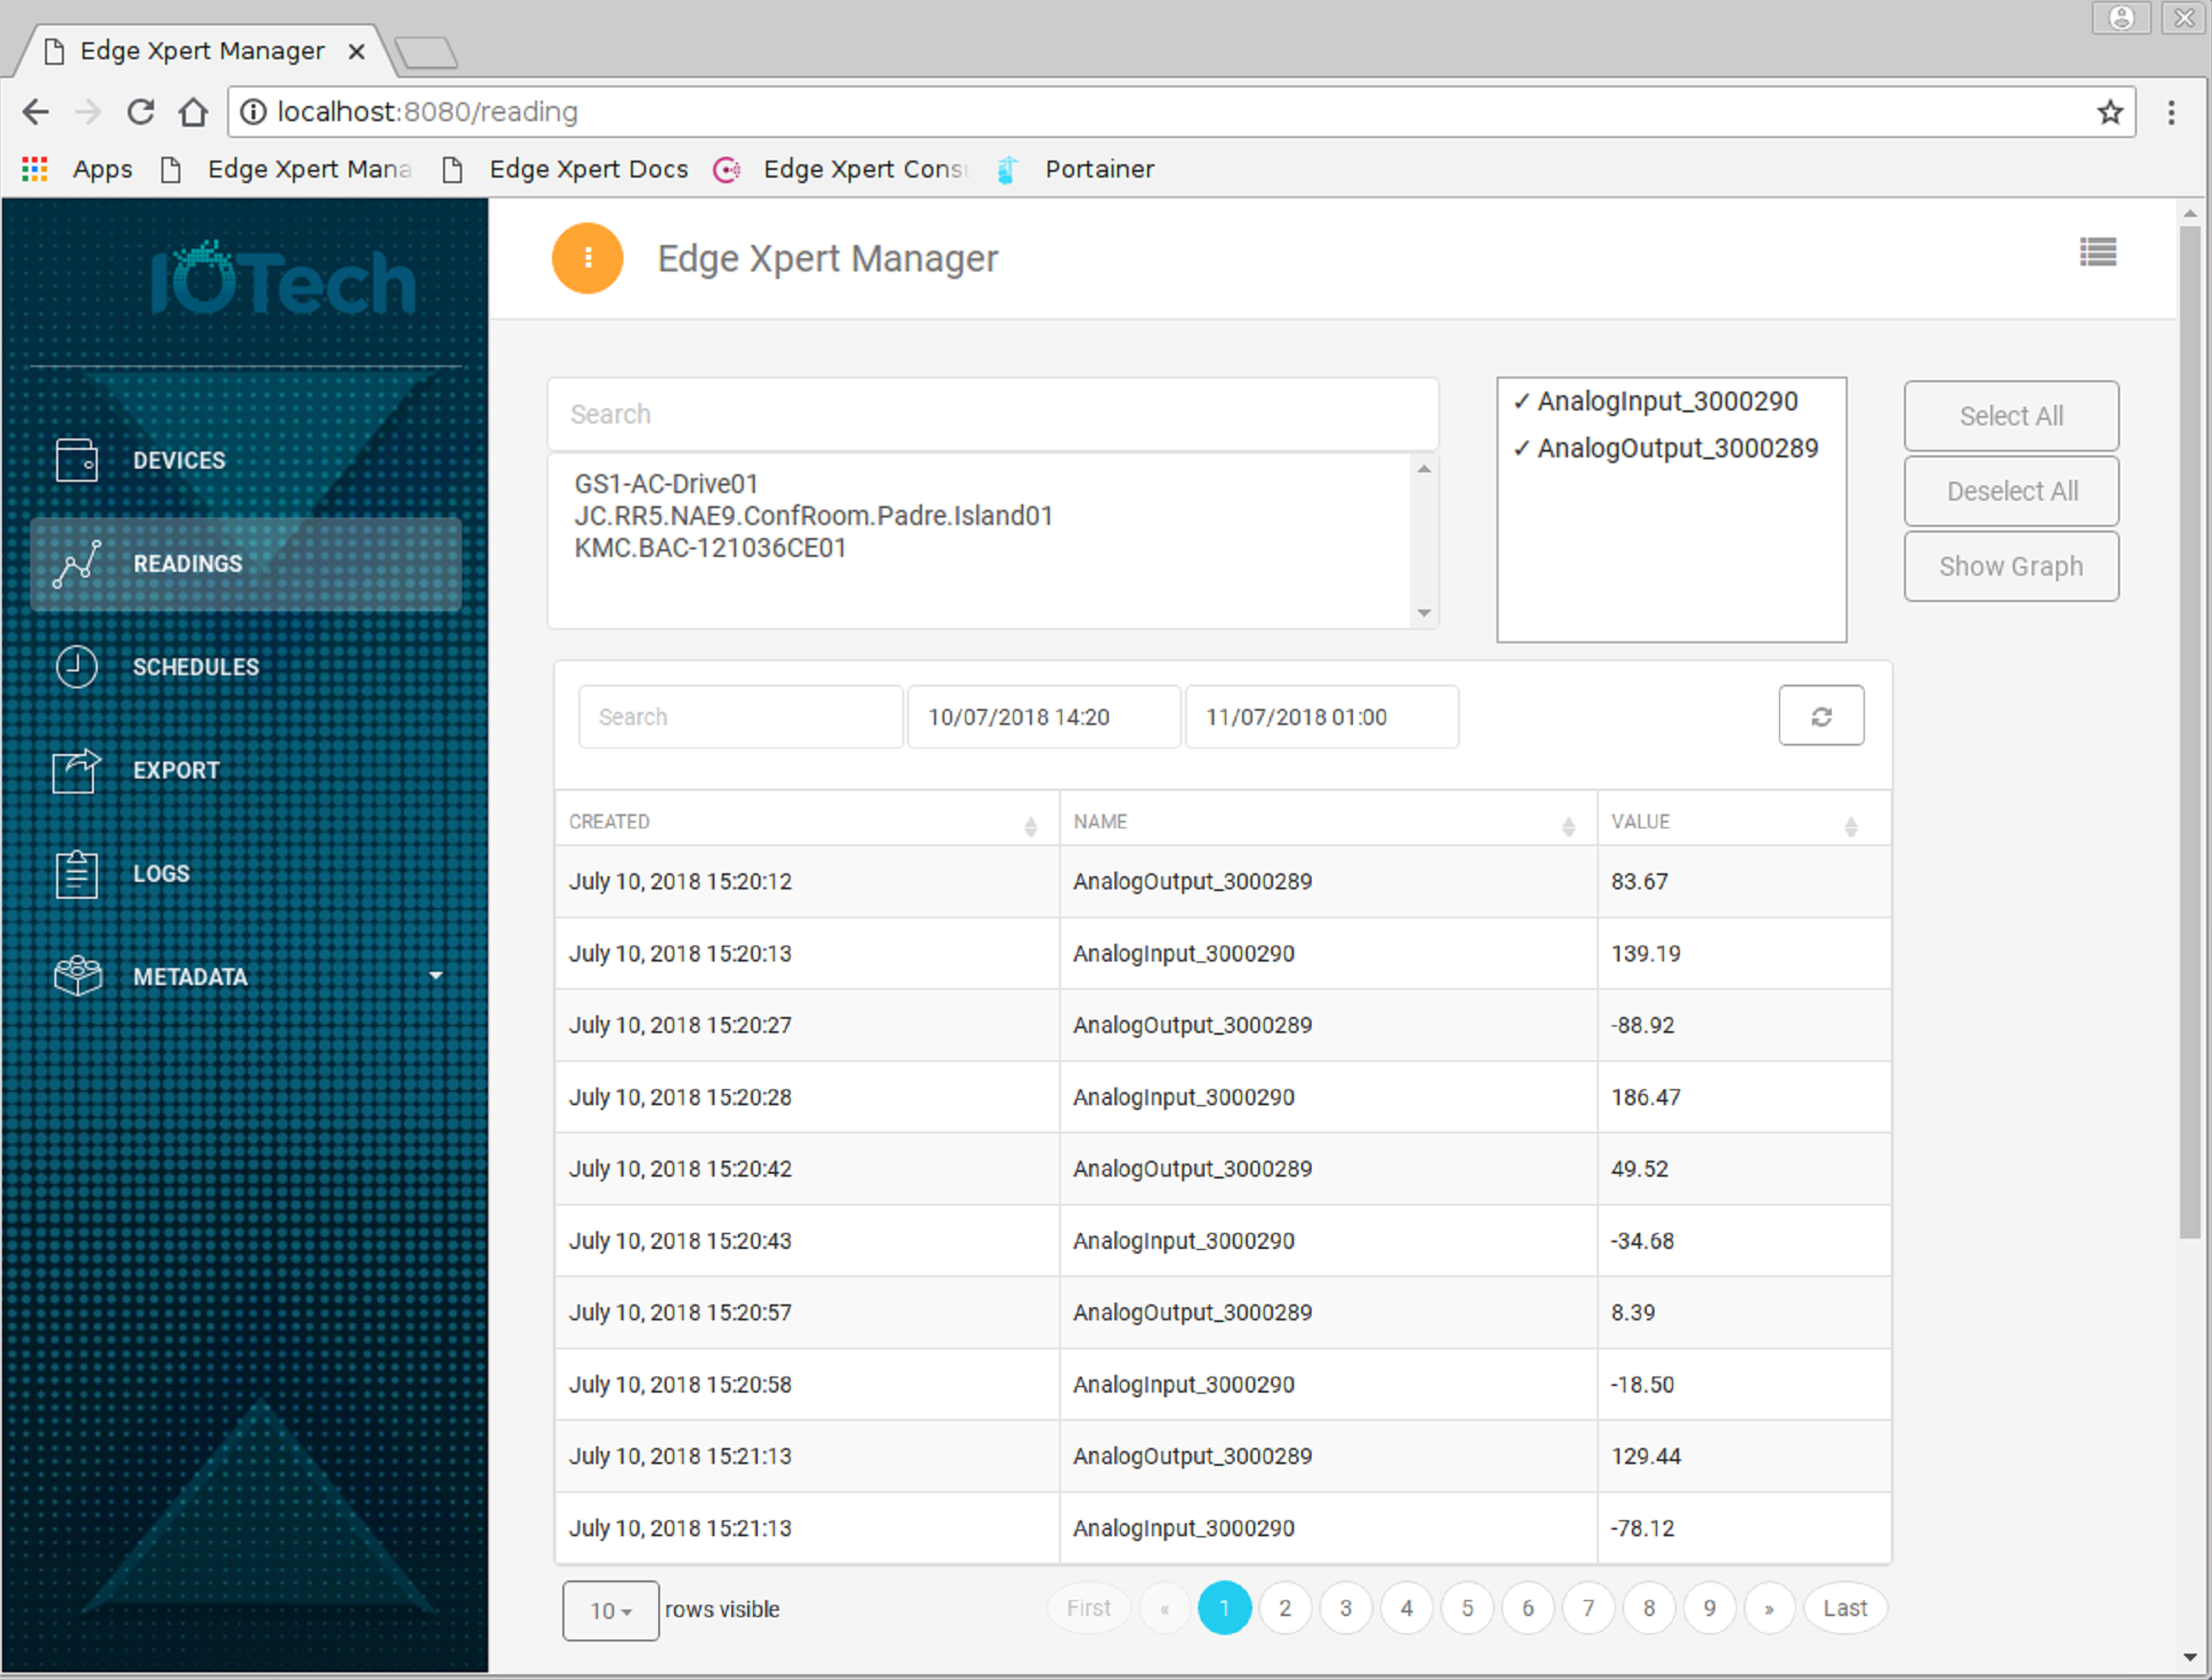 Edge Xpert Manager
localhost:8080/reading
Apps Edge Xpert Mana Edge Xpert Docs Edge Xpert Cons Portainer
IOTech
Edge Xpert Manager
DEVICES
READINGS
SCHEDULES
EXPORT
LOGS
METADATA
Search
GS1-AC-Drive01
JC.RR5.NAE9.ConfRoom.Padre.Island01
KMC.BAC-121036CE01
✓ AnalogInput_3000290
✓ AnalogOutput_3000289
Select All
Deselect All
Show Graph
Search 10/07/2018 14:20 11/07/2018 01:00
CREATED NAME VALUE
July 10, 2018 15:20:12 AnalogOutput_3000289 83.67
July 10, 2018 15:20:13 AnalogInput_3000290 139.19
July 10, 2018 15:20:27 AnalogOutput_3000289 -88.92
July 10, 2018 15:20:28 AnalogInput_3000290 186.47
July 10, 2018 15:20:42 AnalogOutput_3000289 49.52
July 10, 2018 15:20:43 AnalogInput_3000290 -34.68
July 10, 2018 15:20:57 AnalogOutput_3000289 8.39
July 10, 2018 15:20:58 AnalogInput_3000290 -18.50
July 10, 2018 15:21:13 AnalogOutput_3000289 129.44
July 10, 2018 15:21:13 AnalogInput_3000290 -78.12
10 rows visible First « 1 2 3 4 5 6 7 8 9 » Last